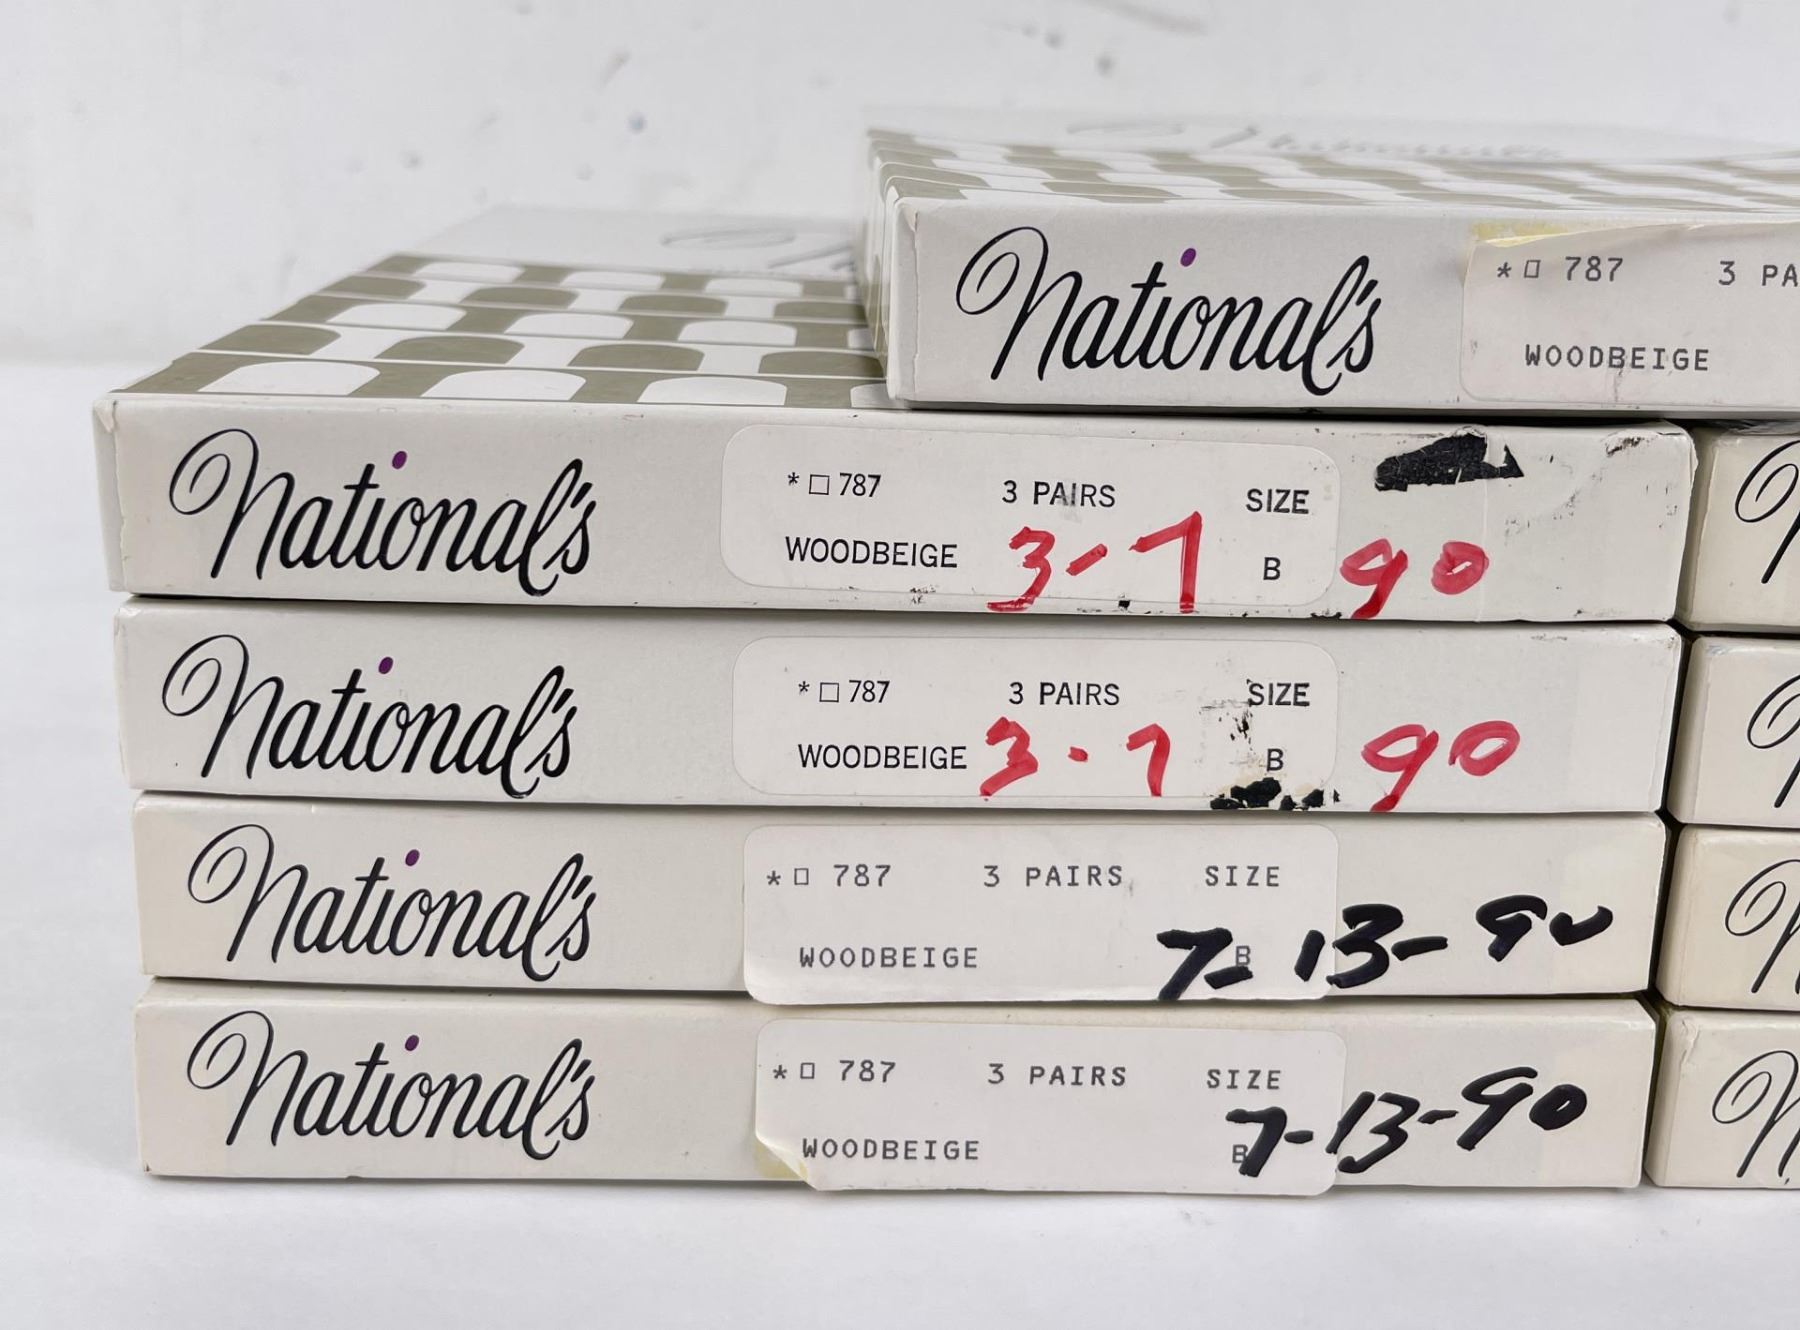 National's
* □ 787 3 PA
WOODBEIGE
National's
* □ 787 3 PAIRS SIZE
WOODBEIGE 3-7 B 90
National's
* □ 787 3 PAIRS SIZE
WOODBEIGE 3-7 B 90
National's
* □ 787 3 PAIRS SIZE
WOODBEIGE B 7-13-90
National's
* □ 787 3 PAIRS SIZE
WOODBEIGE B 7-13-90